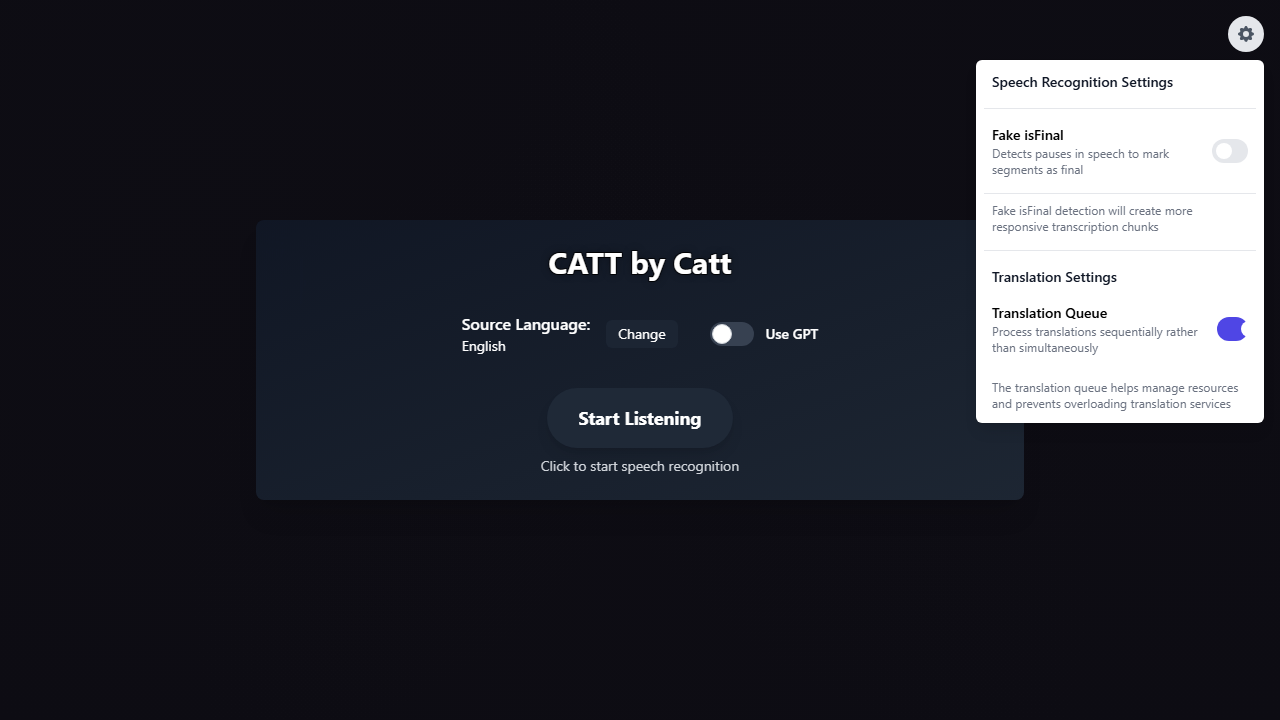 Speech Recognition Settings
Fake isFinal
Detects pauses in speech to mark
segments as final
Fake isFinal detection will create more
responsive transcription chunks
Translation Settings
Translation Queue
Process translations sequentially rather
than simultaneously
The translation queue helps manage resources
and prevents overloading translation services
CATT by Catt
Source Language:
English
Change
Use GPT
Start Listening
Click to start speech recognition